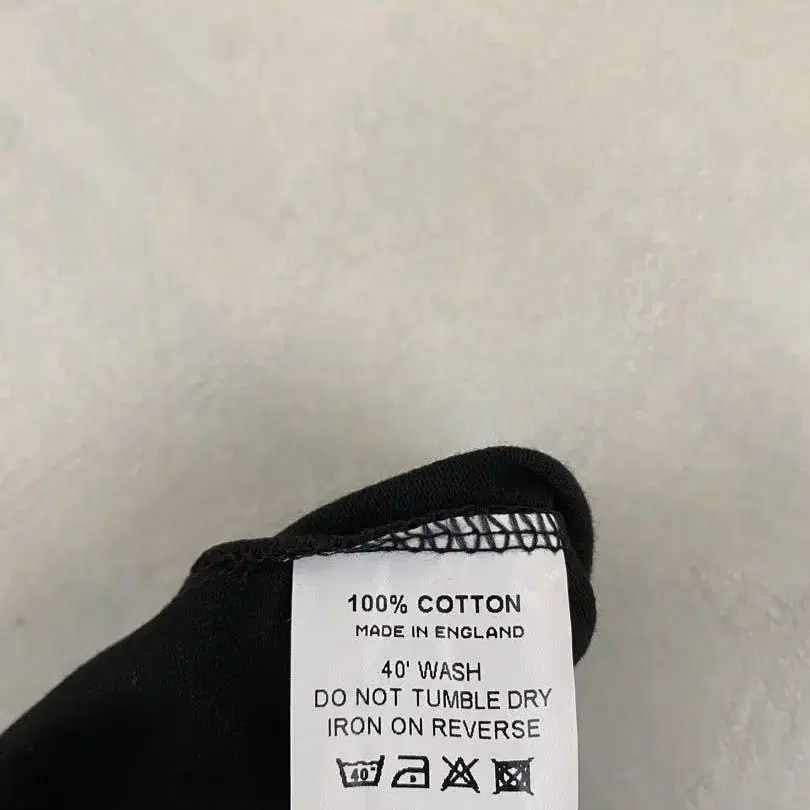 100% COTTON
MADE IN ENGLAND
40' WASH
DO NOT TUMBLE DRY
IRON ON REVERSE
40°